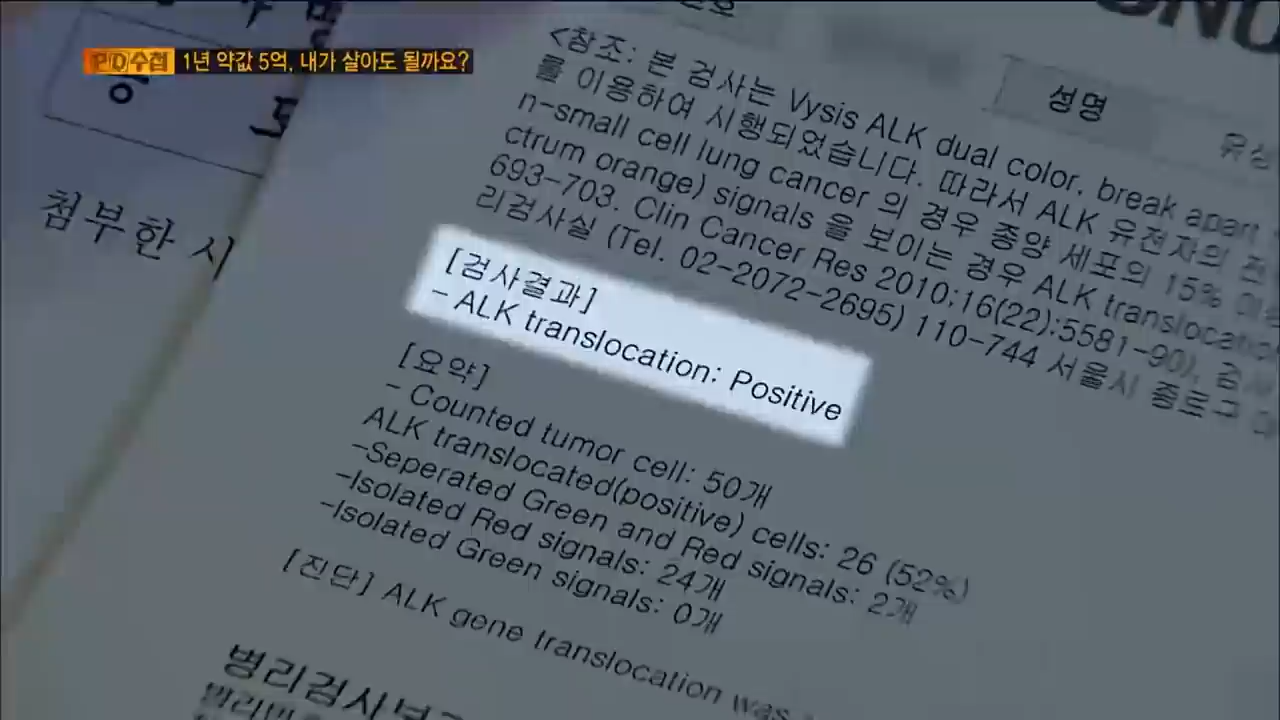 PD수첩 1년 약값 5억, 내가 살아도 될까요?
성명
<참조: 본 검사는 Vysis ALK dual color, break apart
를 이용하여 시행되었습니다. 따라서 ALK 유전자의 전
n-small cell lung cancer 의 경우 종양 세포의 15% 이상
ctrum orange) signals 을 보이는 경우 ALK translocation
693-703. Clin Cancer Res 2010;16(22):5581-90), 검
리검사실 (Tel. 02-2072-2695) 110-744 서울시 종로구
[검사결과]
- ALK translocation: Positive
[요약]
- Counted tumor cell: 50개
ALK translocated(positive) cells: 26 (52%)
-Seperated Green and Red signals: 2개
-Isolated Red signals: 24개
-Isolated Green signals: 0개
[진단] ALK gene translocation was
첨부한 시